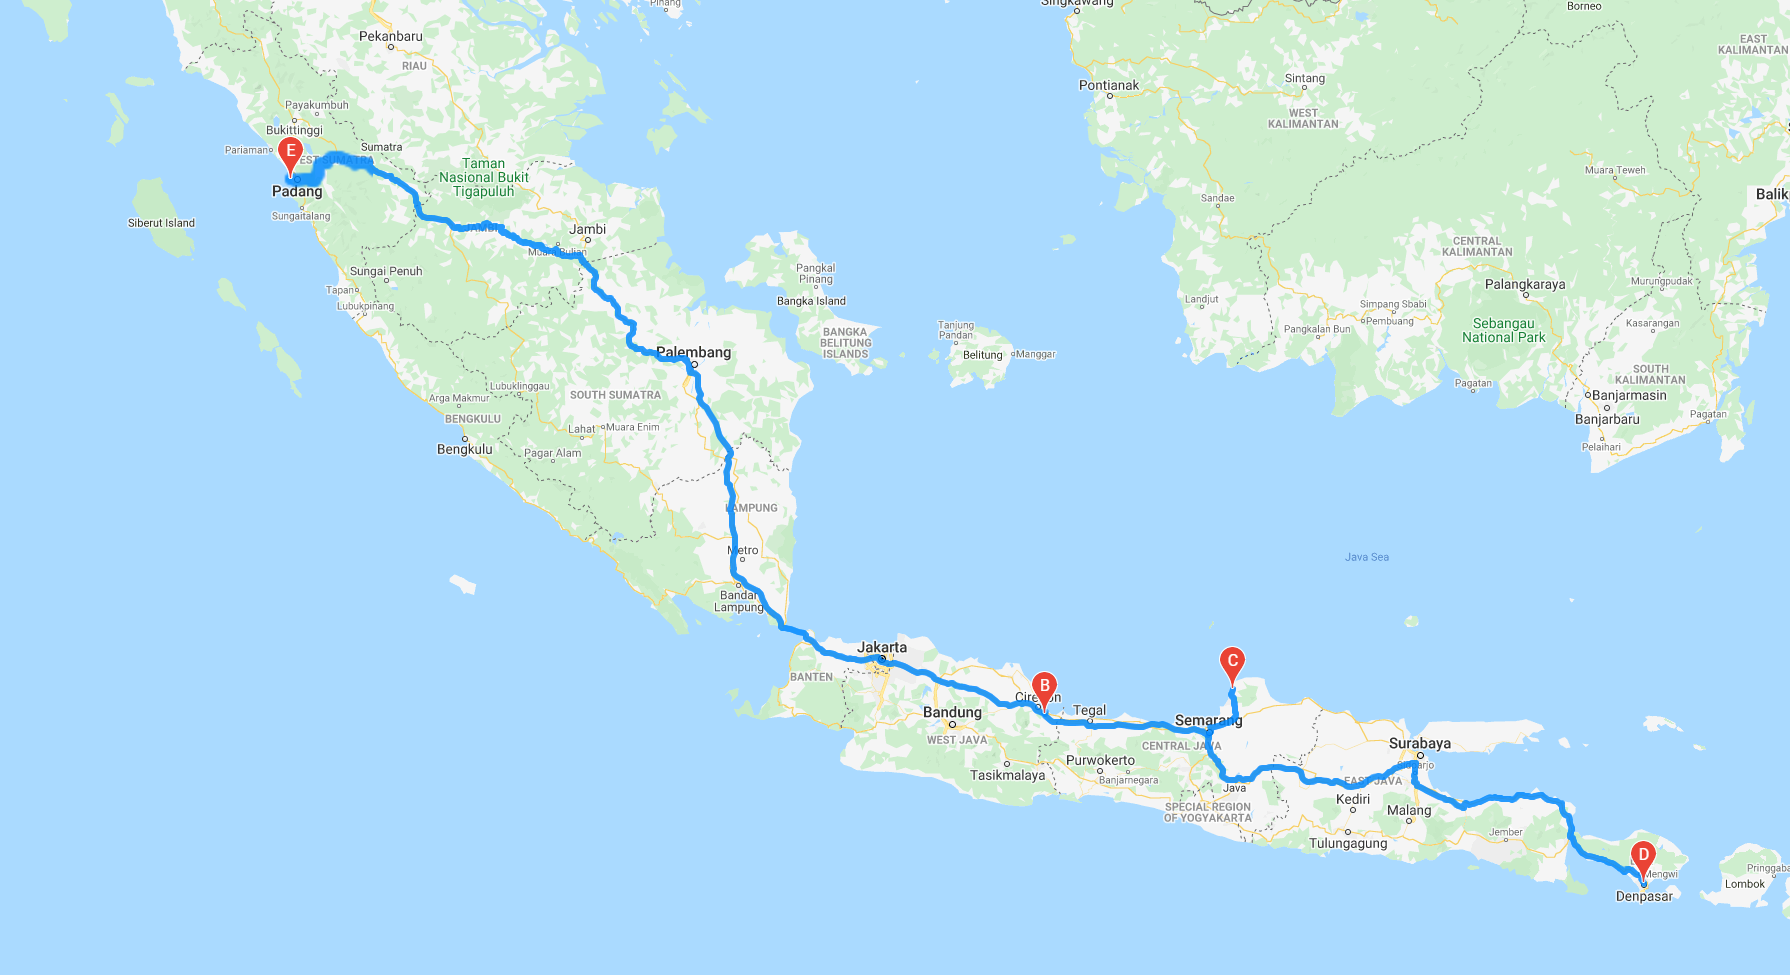 Pinang
Singkawang
Borneo
Pekanbaru
RIAU
EAST
KALIMANTAN
Pontianak
Sintang
WEST
KALIMANTAN
Payakumbuh
Bukittinggi
Pariaman
E
WEST SUMATRA
Sumatra
Padang
Sungaitalang
Taman
Nasional Bukit
Tigapuluh
Muara Teweh
Sandae
Balik
Siberut Island
JAMBI
Jambi
Muara Bulian
CENTRAL
KALIMANTAN
Sungai Penuh
Tapan
Lubukpinang
Pangkal
Pinang
Bangka Island
Landjut
Palangkaraya
Murungpudak
Simpang Sbabi
Pembuang
Pangkalan Bun
Sebangau
National Park
Kasarangan
BANGKA
BELITUNG
ISLANDS
Tanjung
Pandan
Belitung
Manggar
Palembang
SOUTH
KALIMANTAN
Lubuklinggau
SOUTH SUMATRA
Arga Makmur
BENGKULU
Pagatan
Banjarmasin
Banjarbaru
Pagatan
Lahat
Muara Enim
Bengkulu
Pagar Alam
Pelaihari
LAMPUNG
Metro
Java Sea
Bandar
Lampung
Jakarta
BANTEN
C
B
Cirebon
Tegal
Bandung
Semarang
WEST JAVA
CENTRAL JAVA
Surabaya
Sidoarjo
Purwokerto
Tasikmalaya
Banjarnegara
EAST JAVA
Java
Kediri
SPECIAL REGION
OF YOGYAKARTA
Malang
Jember
Tulungagung
D
Mengwi
Denpasar
Lombok
Pringgaba